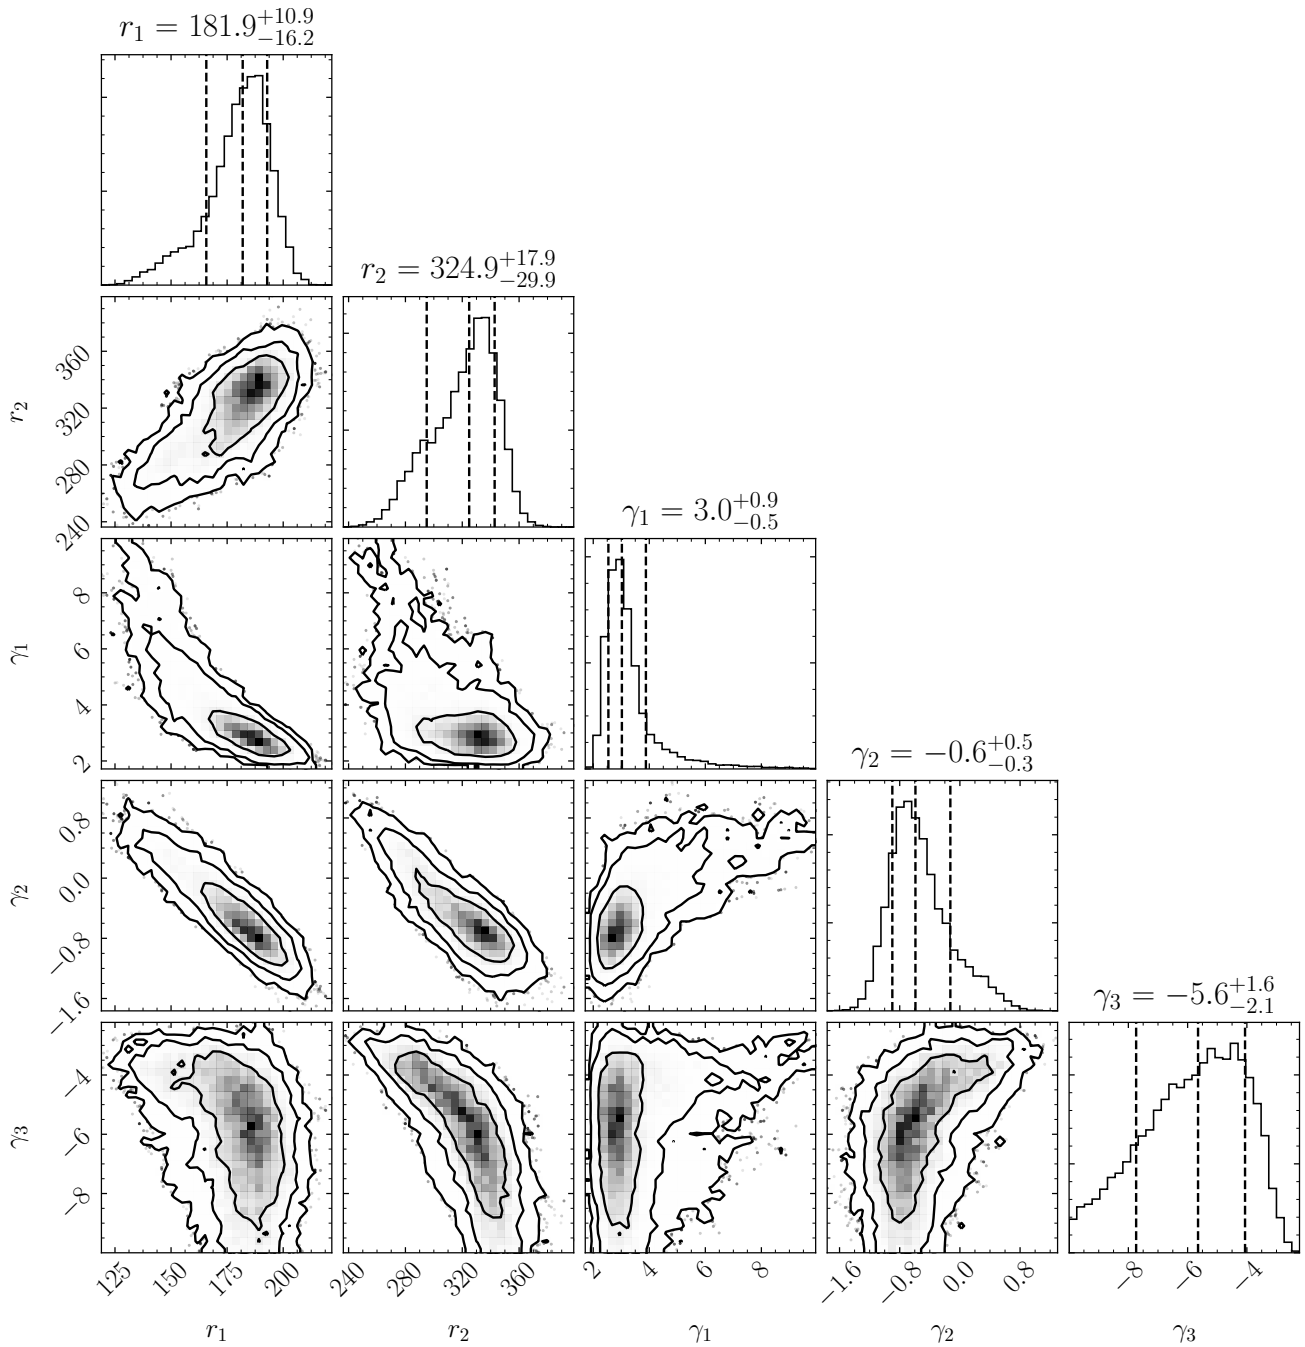 r₁ = 181.9⁺¹⁰·⁹₋₁₆.₂
r₂ = 324.9⁺¹⁷·⁹₋₂₉.₉
r₂
360
320
280
240
γ₁ = 3.0⁺⁰·⁹₋₀.₅
γ₁
8
6
4
2
γ₂ = −0.6⁺⁰·⁵₋₀.₃
γ₂
0.8
0.0
−0.8
−1.6
γ₃ = −5.6⁺¹·⁶₋₂.₁
γ₃
−4
−6
−8
125 150 175 200
240 280 320 360
2 4 6 8
−1.6 −0.8 0.0 0.8
−8 −6 −4
r₁ r₂ γ₁ γ₂ γ₃